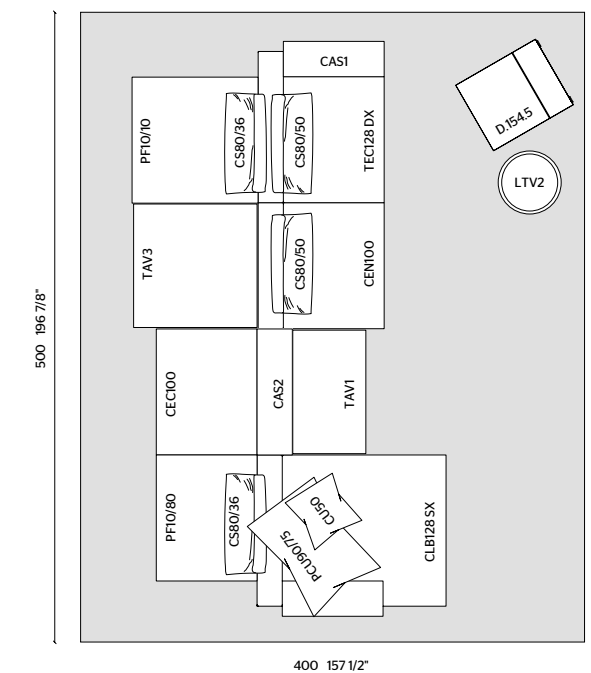 CAS1
D.154.5
PF10/10
CS80/36
CS80/50
TEC128 DX
LTV2
TAV3
CS80/50
CEN100
500 196 7/8"
CEC100
CAS2
TAV1
PF10/80
CS80/36
CU50
PCU90/75
CLB128 SX
400 157 1/2"